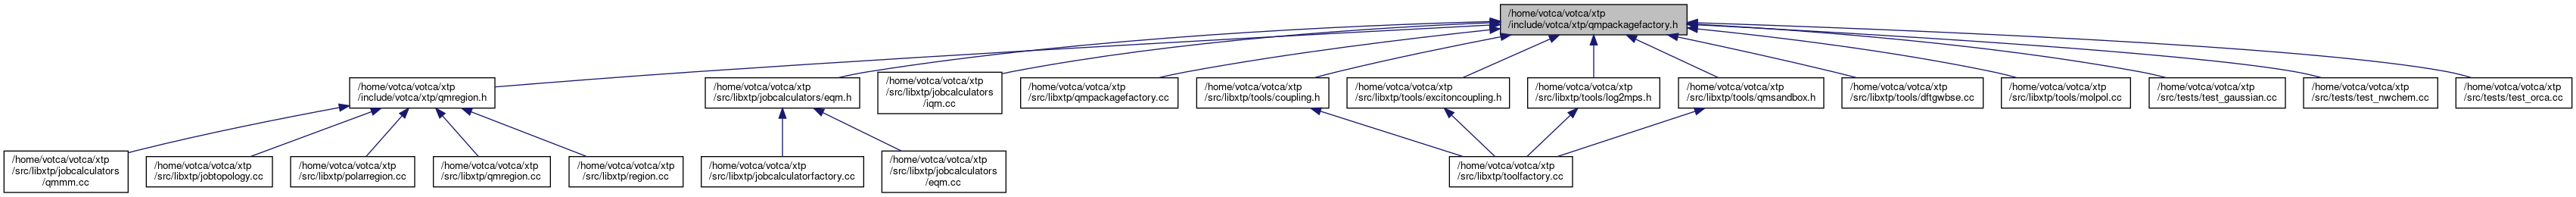 /home/votca/votca/xtp
/include/votca/xtp/qmpackagefactory.h
/home/votca/votca/xtp
/include/votca/xtp/qmregion.h
/home/votca/votca/xtp
/src/libxtp/jobcalculators/eqm.h
/home/votca/votca/xtp
/src/libxtp/jobcalculators
/iqm.cc
/home/votca/votca/xtp
/src/libxtp/qmpackagefactory.cc
/home/votca/votca/xtp
/src/libxtp/tools/coupling.h
/home/votca/votca/xtp
/src/libxtp/tools/excitoncoupling.h
/home/votca/votca/xtp
/src/libxtp/tools/log2mps.h
/home/votca/votca/xtp
/src/libxtp/tools/qmsandbox.h
/home/votca/votca/xtp
/src/libxtp/tools/dftgwbse.cc
/home/votca/votca/xtp
/src/libxtp/tools/molpol.cc
/home/votca/votca/xtp
/src/tests/test_gaussian.cc
/home/votca/votca/xtp
/src/tests/test_nwchem.cc
/home/votca/votca/xtp
/src/tests/test_orca.cc
/home/votca/votca/xtp
/src/libxtp/jobcalculators
/qmmm.cc
/home/votca/votca/xtp
/src/libxtp/jobtopology.cc
/home/votca/votca/xtp
/src/libxtp/polarregion.cc
/home/votca/votca/xtp
/src/libxtp/qmregion.cc
/home/votca/votca/xtp
/src/libxtp/region.cc
/home/votca/votca/xtp
/src/libxtp/jobcalculatorfactory.cc
/home/votca/votca/xtp
/src/libxtp/jobcalculators
/eqm.cc
/home/votca/votca/xtp
/src/libxtp/toolfactory.cc